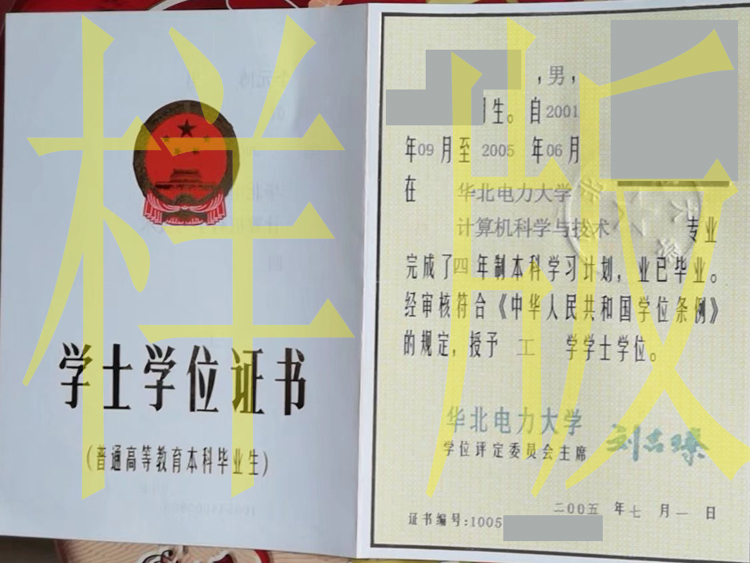 学士学位证书
(普通高等教育本科毕业生)
,男,
月生。自2001
年09月至2005年06月
在 华北电力大学
计算机科学与技术 专业
完成了四年制本科学习计划,业已毕业。
经审核符合《中华人民共和国学位条例》
的规定,授予 工 学学士学位。
华北电力大学
学位评定委员会主席
二〇〇五年七月一日
证书编号:1005
样版